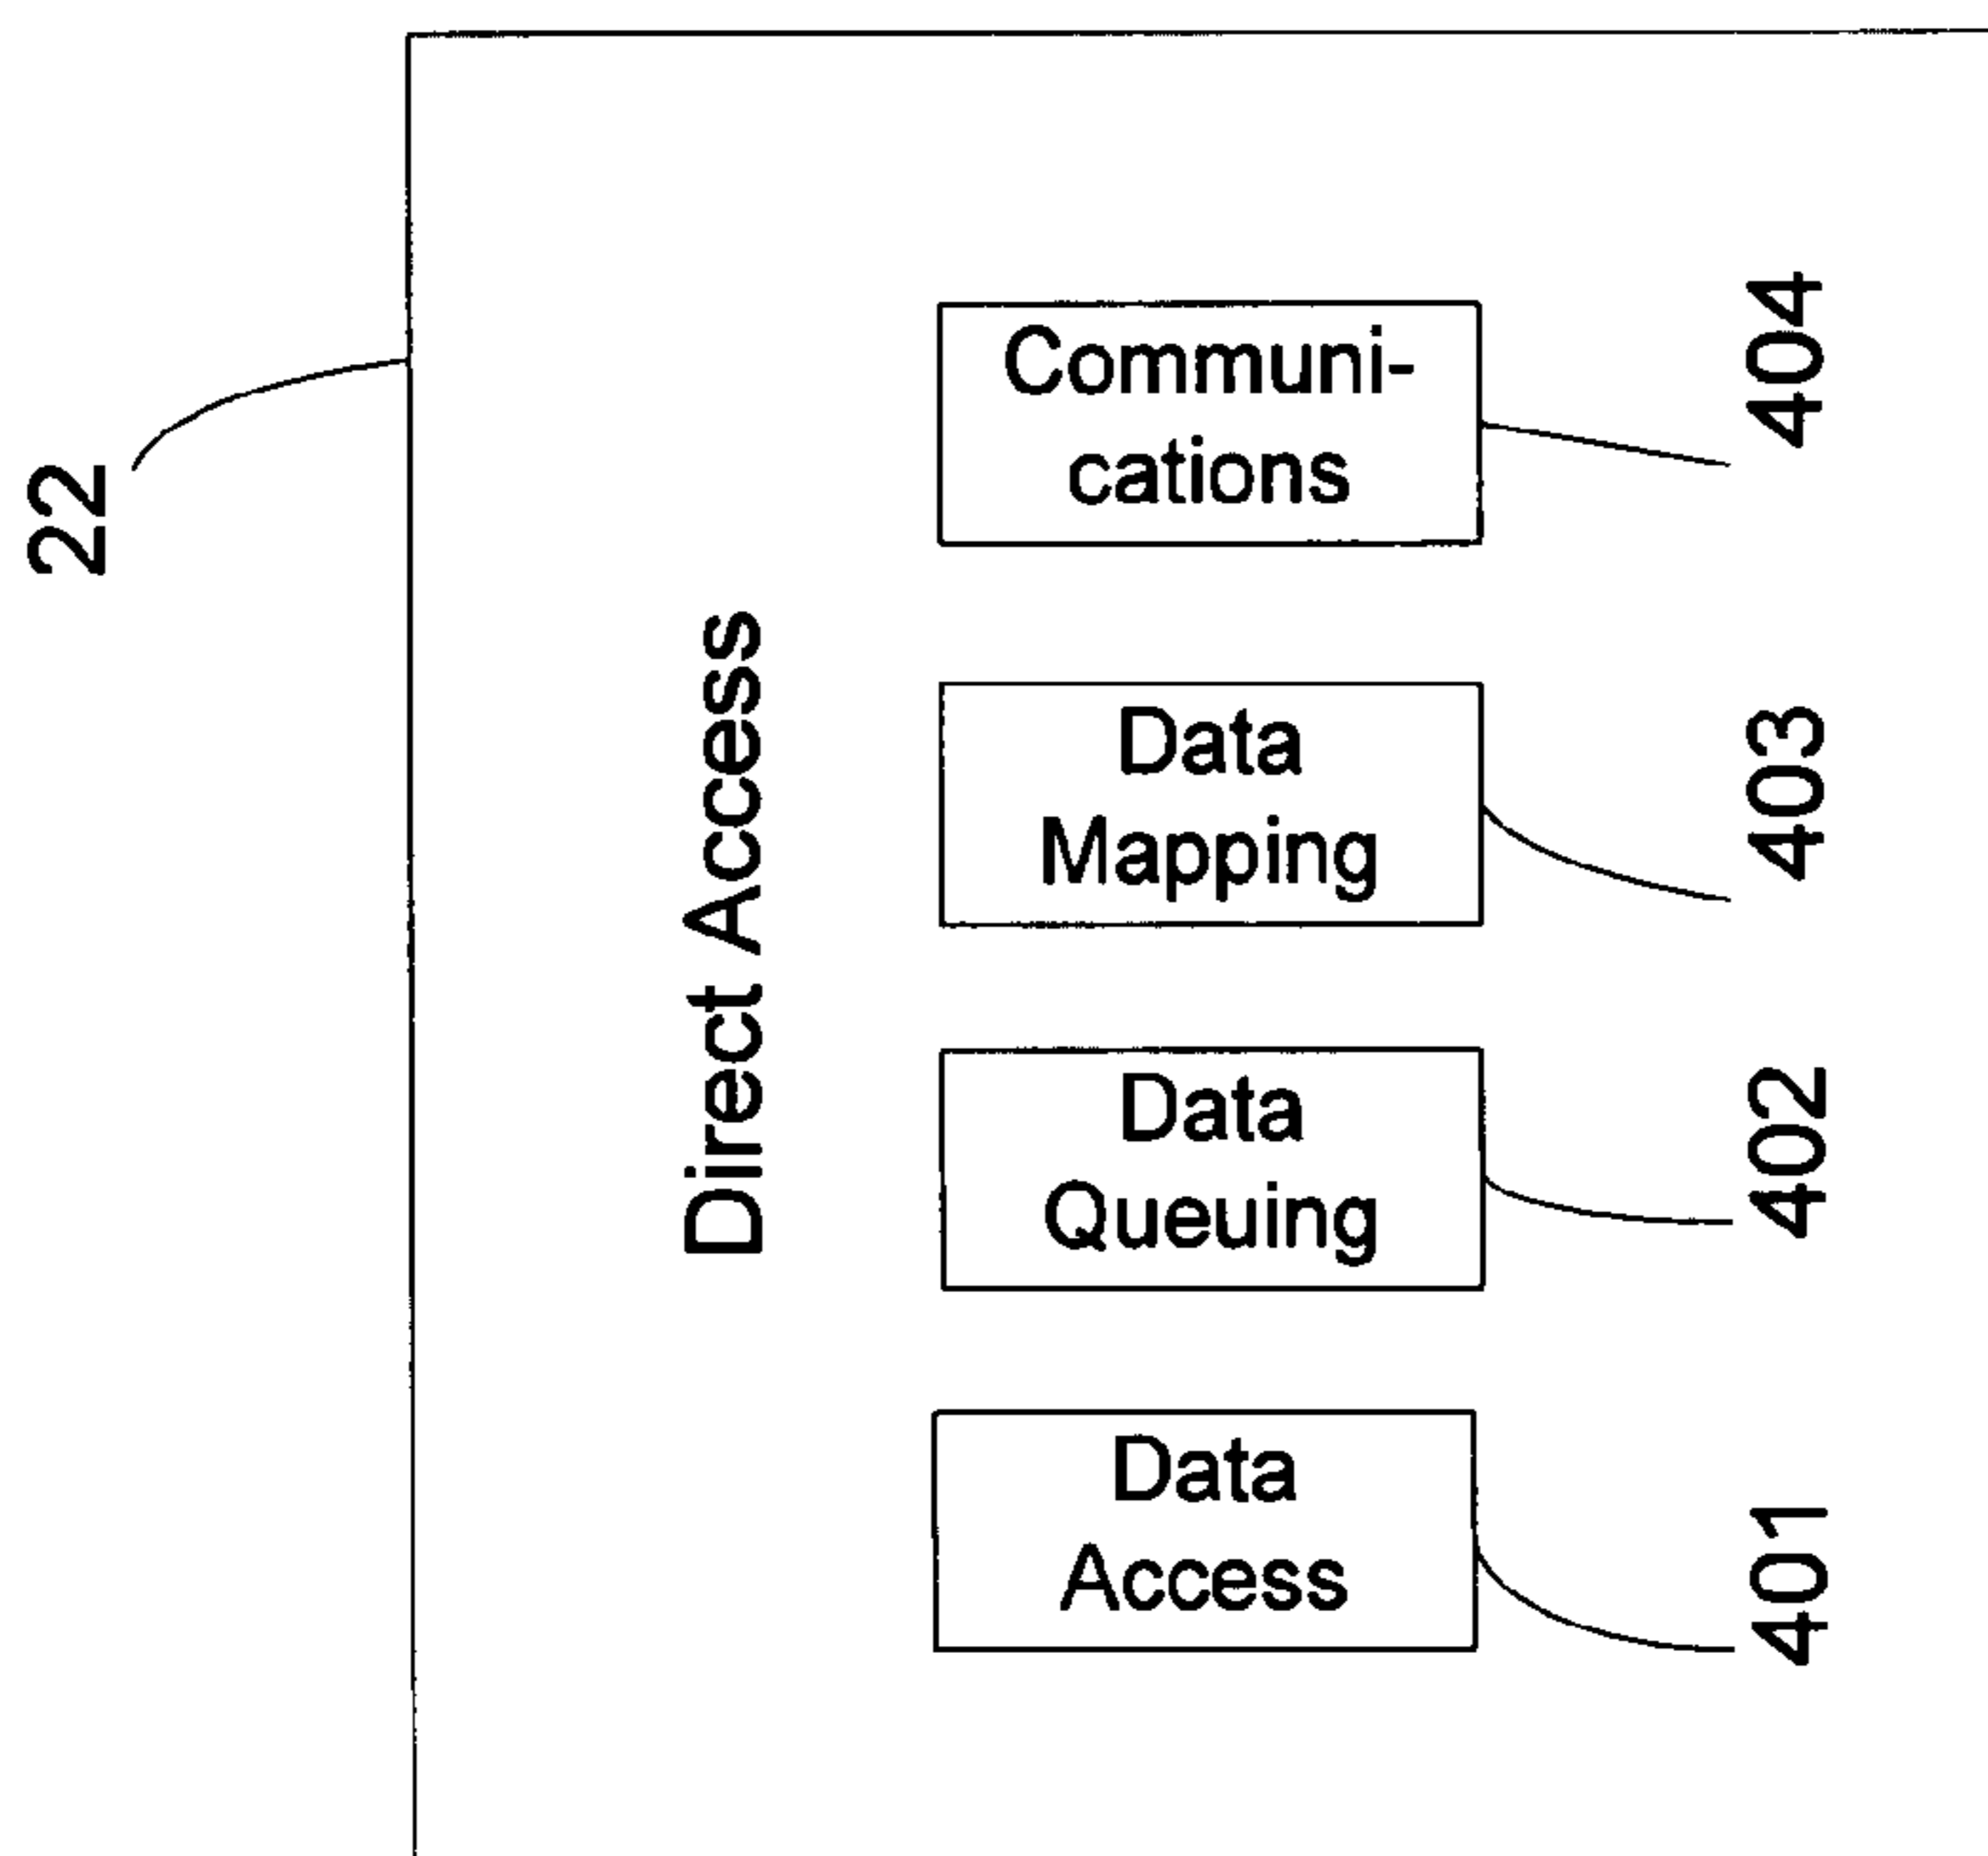 22
Direct Access
Communi-
cations
404
Data
Mapping
403
Data
Queuing
402
Data
Access
401